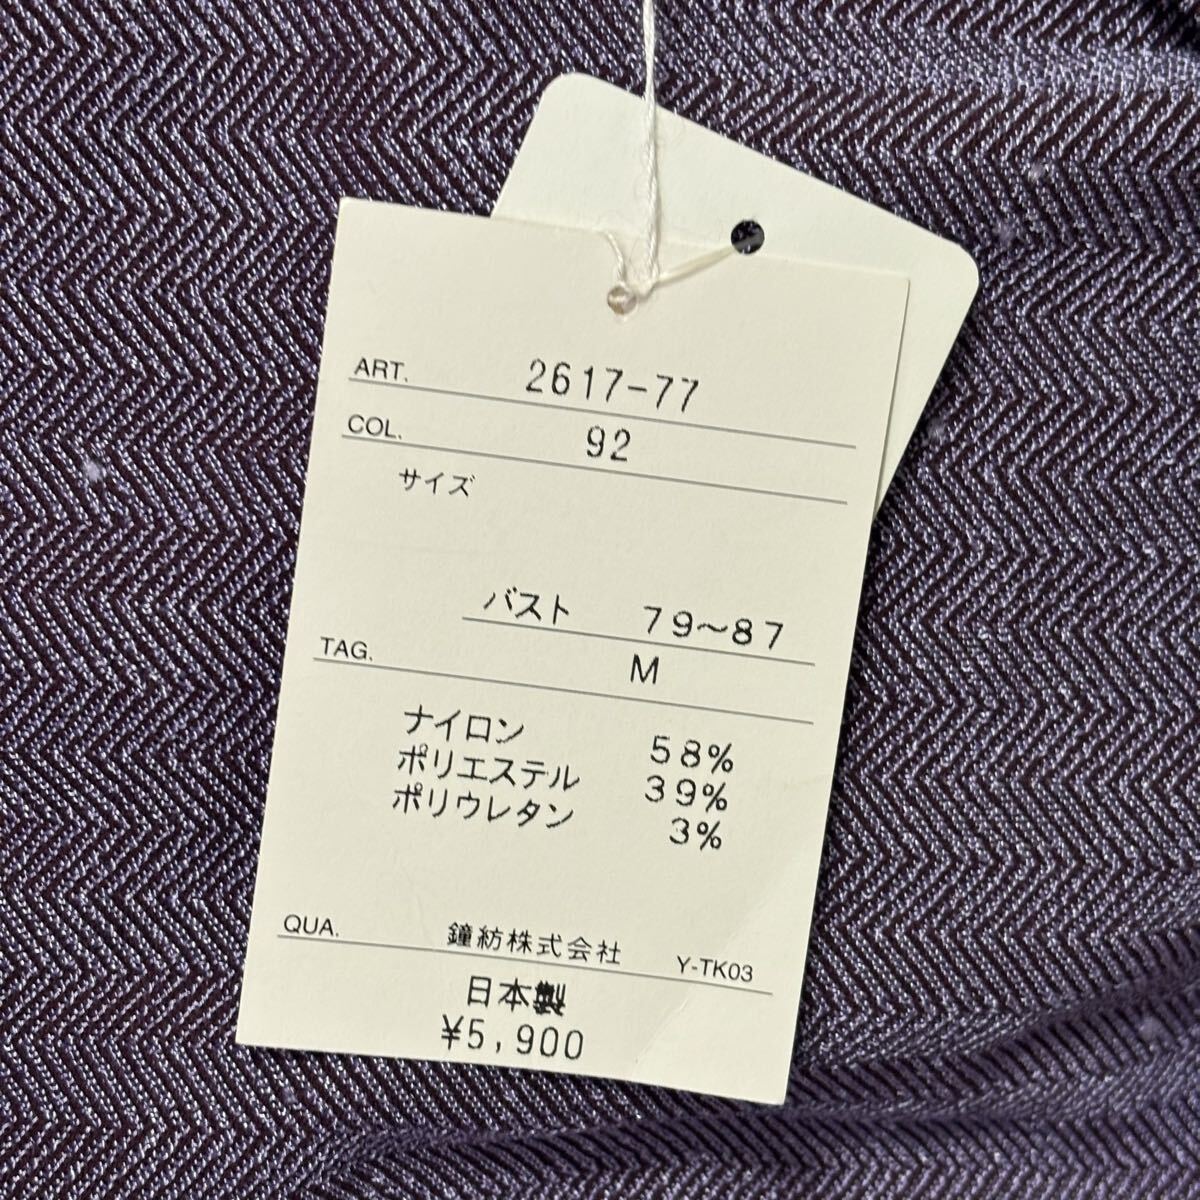 ART. 2617-77
COL. 92
サイズ
バスト 79～87
TAG. M
ナイロン 58%
ポリエステル 39%
ポリウレタン 3%
QUA. 鐘紡株式会社 Y-TK03
日本製
¥5,900